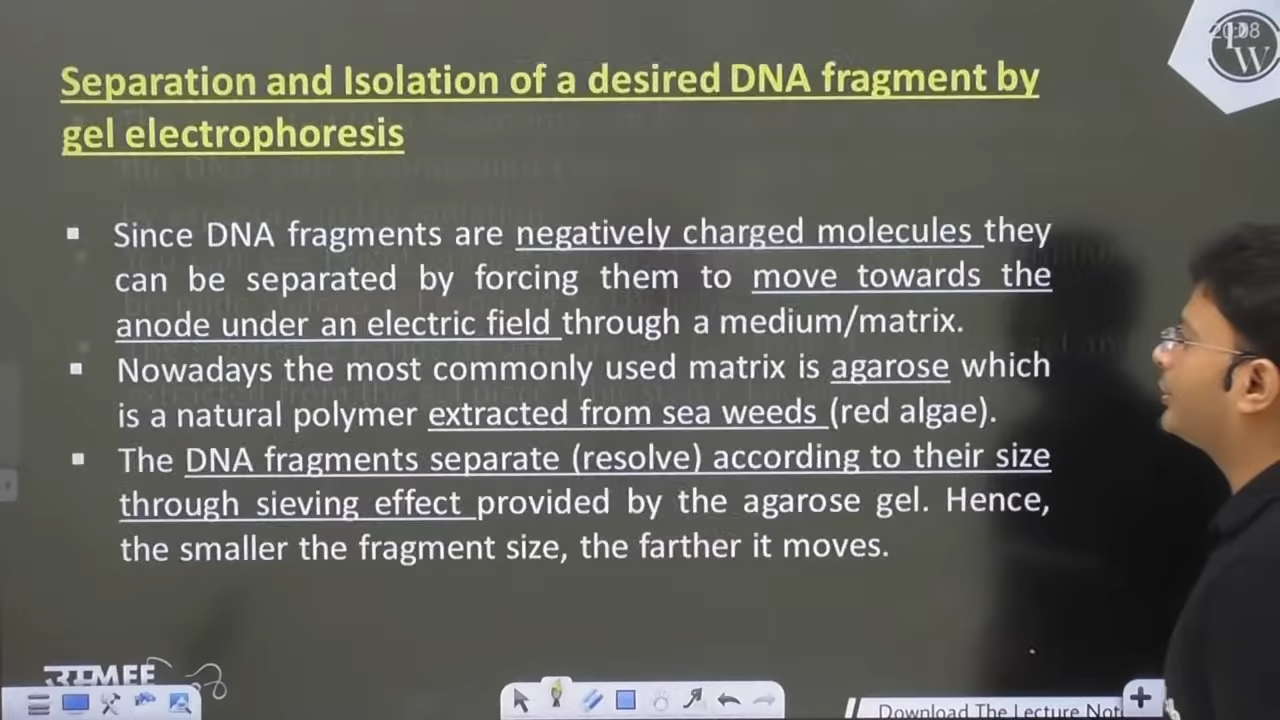 20:08
PW
Separation and Isolation of a desired DNA fragment by
gel electrophoresis
▪ Since DNA fragments are negatively charged molecules they
can be separated by forcing them to move towards the
anode under an electric field through a medium/matrix.
▪ Nowadays the most commonly used matrix is agarose which
is a natural polymer extracted from sea weeds (red algae).
▪ The DNA fragments separate (resolve) according to their size
through sieving effect provided by the agarose gel. Hence,
the smaller the fragment size, the farther it moves.
Download The Lecture